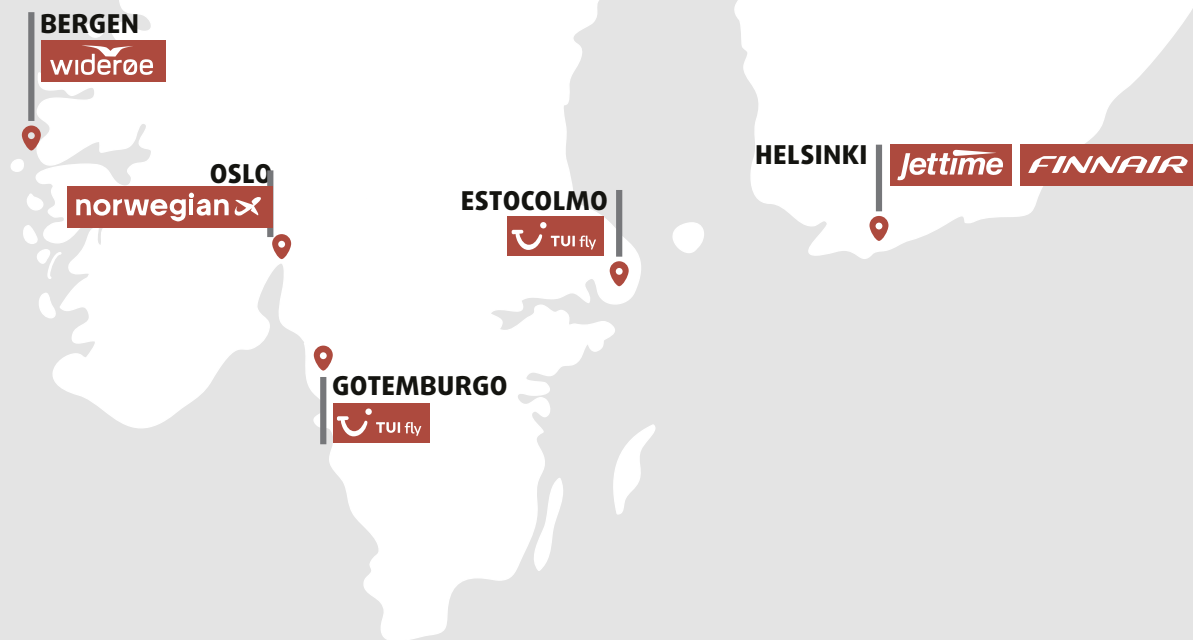 BERGEN
widerøe
OSLO
norwegian
ESTOCOLMO
TUI fly
HELSINKI
Jettime FINNAIR
GOTEMBURGO
TUI fly